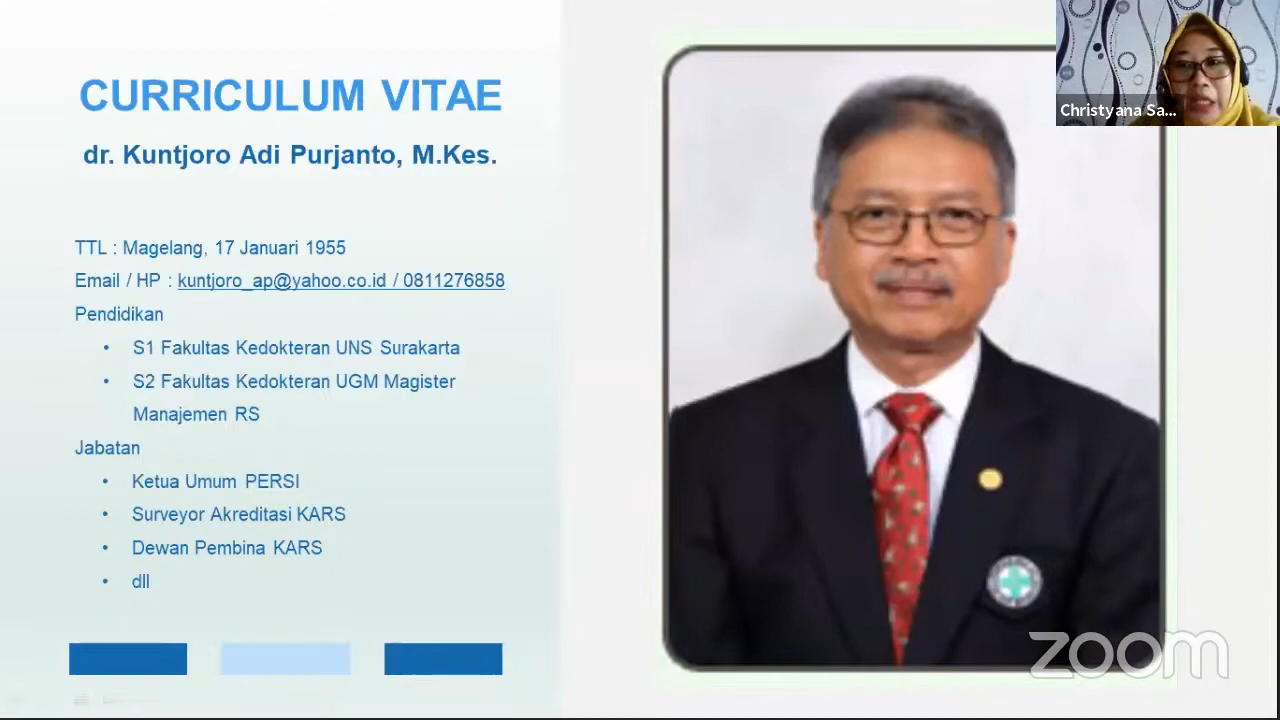 CURRICULUM VITAE
dr. Kuntjoro Adi Purjanto, M.Kes.
TTL : Magelang, 17 Januari 1955
Email / HP : kuntjoro_ap@yahoo.co.id / 0811276858
Pendidikan
• S1 Fakultas Kedokteran UNS Surakarta
• S2 Fakultas Kedokteran UGM Magister
Manajemen RS
Jabatan
• Ketua Umum PERSI
• Surveyor Akreditasi KARS
• Dewan Pembina KARS
• dll
Christyana Sa...
zoom